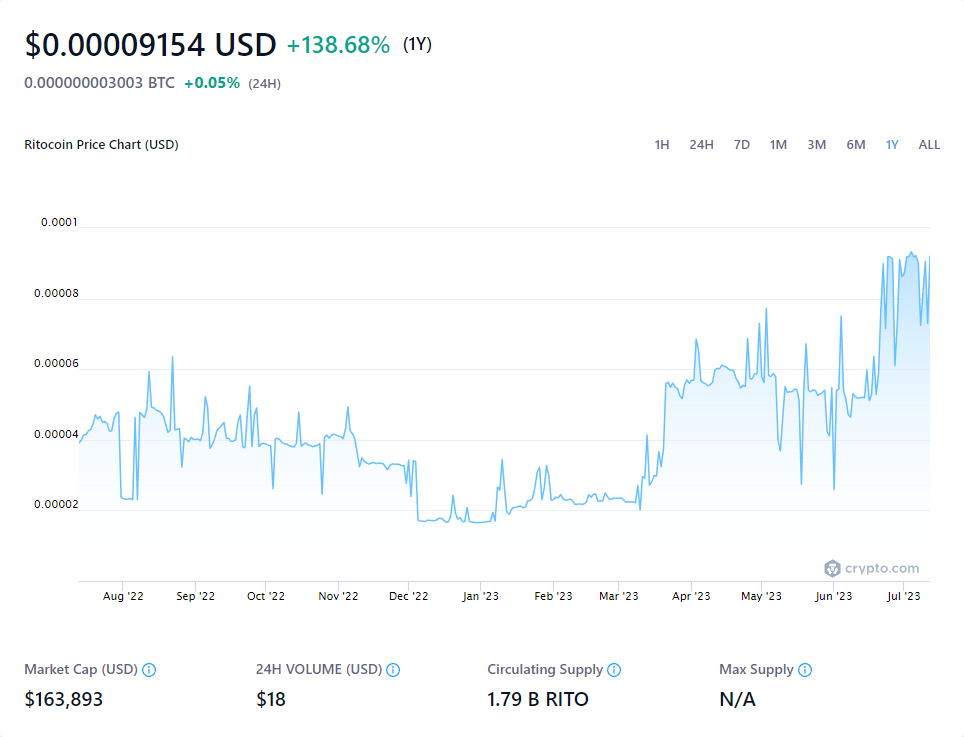 $0.00009154 USD +138.68% (1Y)
0.000000003003 BTC +0.05% (24H)
Ritocoin Price Chart (USD) 1H 24H 7D 1M 3M 6M 1Y ALL
0.0001
0.00008
0.00006
0.00004
0.00002
crypto.com
Aug '22 Sep '22 Oct '22 Nov '22 Dec '22 Jan '23 Feb '23 Mar '23 Apr '23 May '23 Jun '23 Jul '23
Market Cap (USD) 24H VOLUME (USD) Circulating Supply Max Supply
$163,893 $18 1.79 B RITO N/A